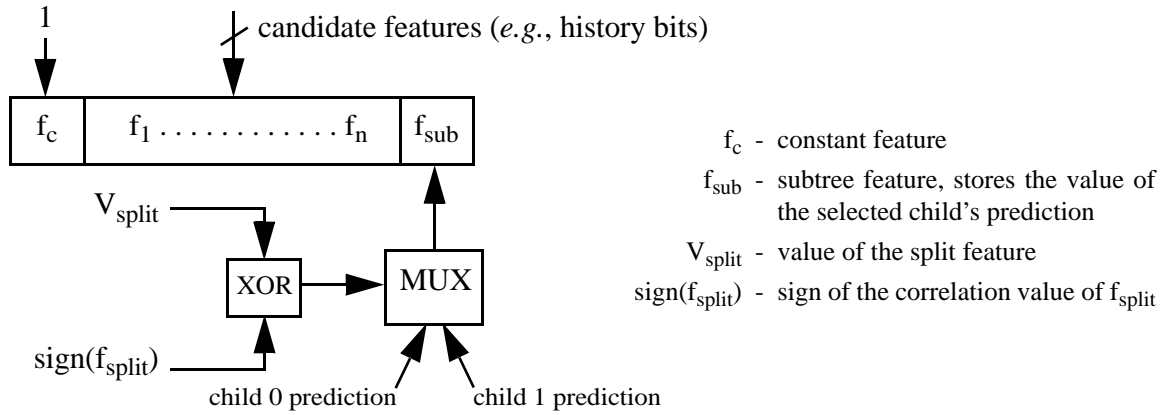 1
candidate features (e.g., history bits)
f_c f_1 . . . . . . . . . . . . f_n f_sub
V_split
XOR
MUX
sign(f_split)
child 0 prediction child 1 prediction
f_c - constant feature
f_sub - subtree feature, stores the value of
the selected child's prediction
V_split - value of the split feature
sign(f_split) - sign of the correlation value of f_split